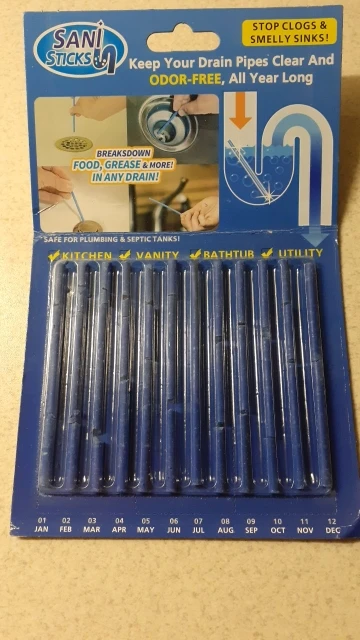 SANI
STICKS
STOP CLOGS &
SMELLY SINKS!
Keep Your Drain Pipes Clear And
ODOR-FREE, All Year Long
BREAKSDOWN
FOOD, GREASE & MORE!
IN ANY DRAIN!
SAFE FOR PLUMBING & SEPTIC TANKS!
KITCHEN VANITY BATHTUB UTILITY
01 02 03 04 05 06 07 08 09 10 11 12
JAN FEB MAR APR MAY JUN JUL AUG SEP OCT NOV DEC